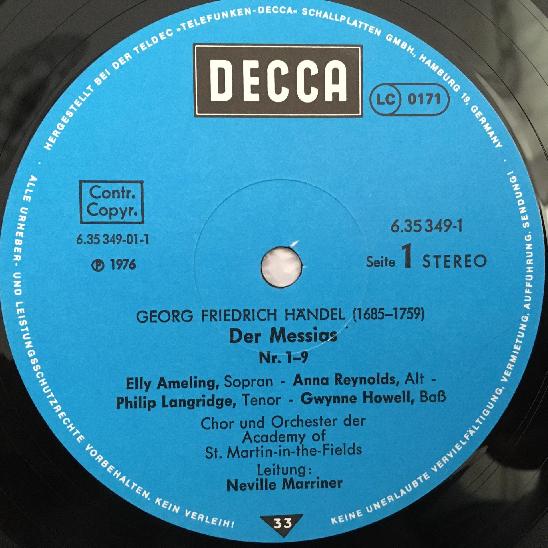 HERGESTELLT BEI DER TELDEC »TELEFUNKEN-DECCA« SCHALLPLATTEN GMBH, HAMBURG 19, GERMANY ·
ALLE URHEBER- UND LEISTUNGSSCHUTZRECHTE VORBEHALTEN. KEIN VERLEIH!
KEINE UNERLAUBTE VERVIELFÄLTIGUNG, VERMIETUNG, AUFFÜHRUNG, SENDUNG!
DECCA
LC 0171
Contr.
Copyr.
6.35 349-01-1
℗ 1976
6.35 349-1
Seite 1 STEREO
GEORG FRIEDRICH HÄNDEL (1685–1759)
Der Messias
Nr. 1–9
Elly Ameling, Sopran - Anna Reynolds, Alt -
Philip Langridge, Tenor - Gwynne Howell, Baß
Chor und Orchester der
Academy of
St. Martin-in-the-Fields
Leitung:
Neville Marriner
33